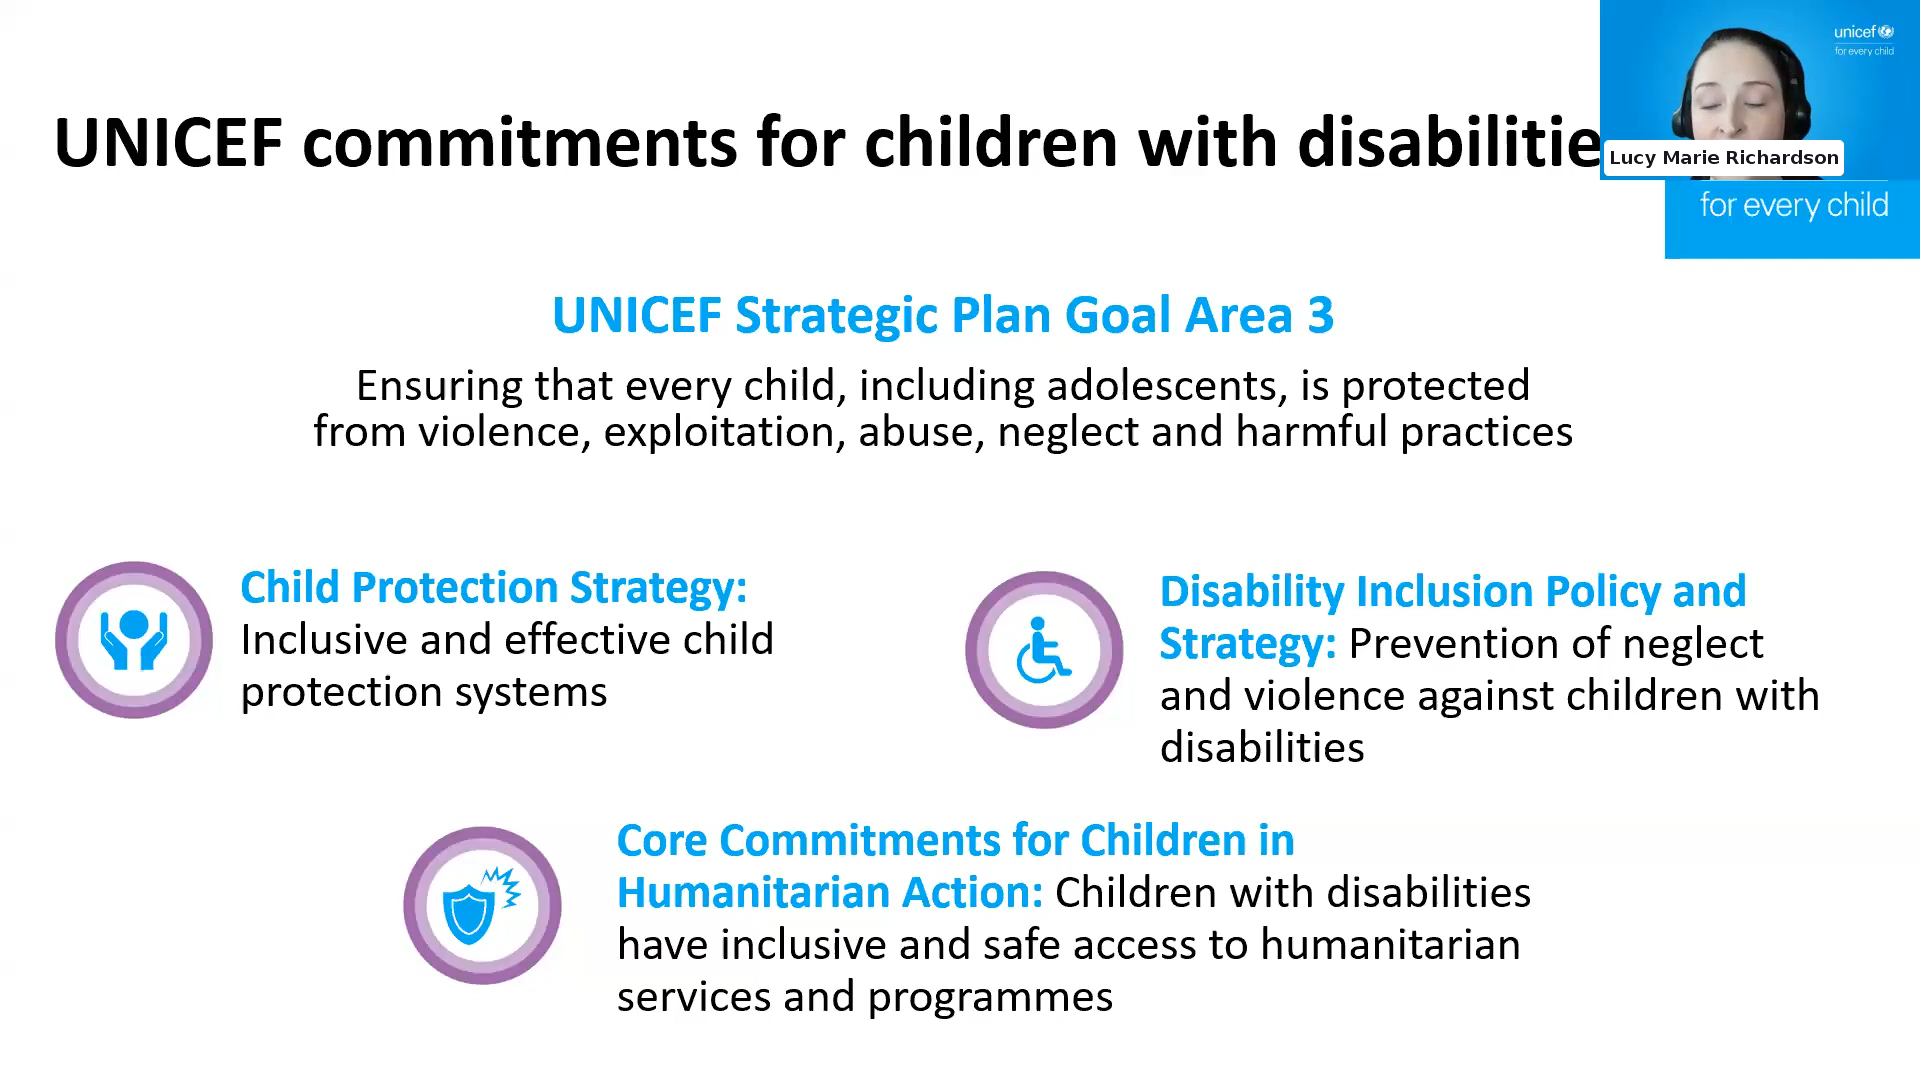 unicef
for every child
UNICEF commitments for children with disabilitie
Lucy Marie Richardson
for every child
UNICEF Strategic Plan Goal Area 3
Ensuring that every child, including adolescents, is protected
from violence, exploitation, abuse, neglect and harmful practices
Child Protection Strategy:
Inclusive and effective child
protection systems
Disability Inclusion Policy and
Strategy: Prevention of neglect
and violence against children with
disabilities
Core Commitments for Children in
Humanitarian Action: Children with disabilities
have inclusive and safe access to humanitarian
services and programmes